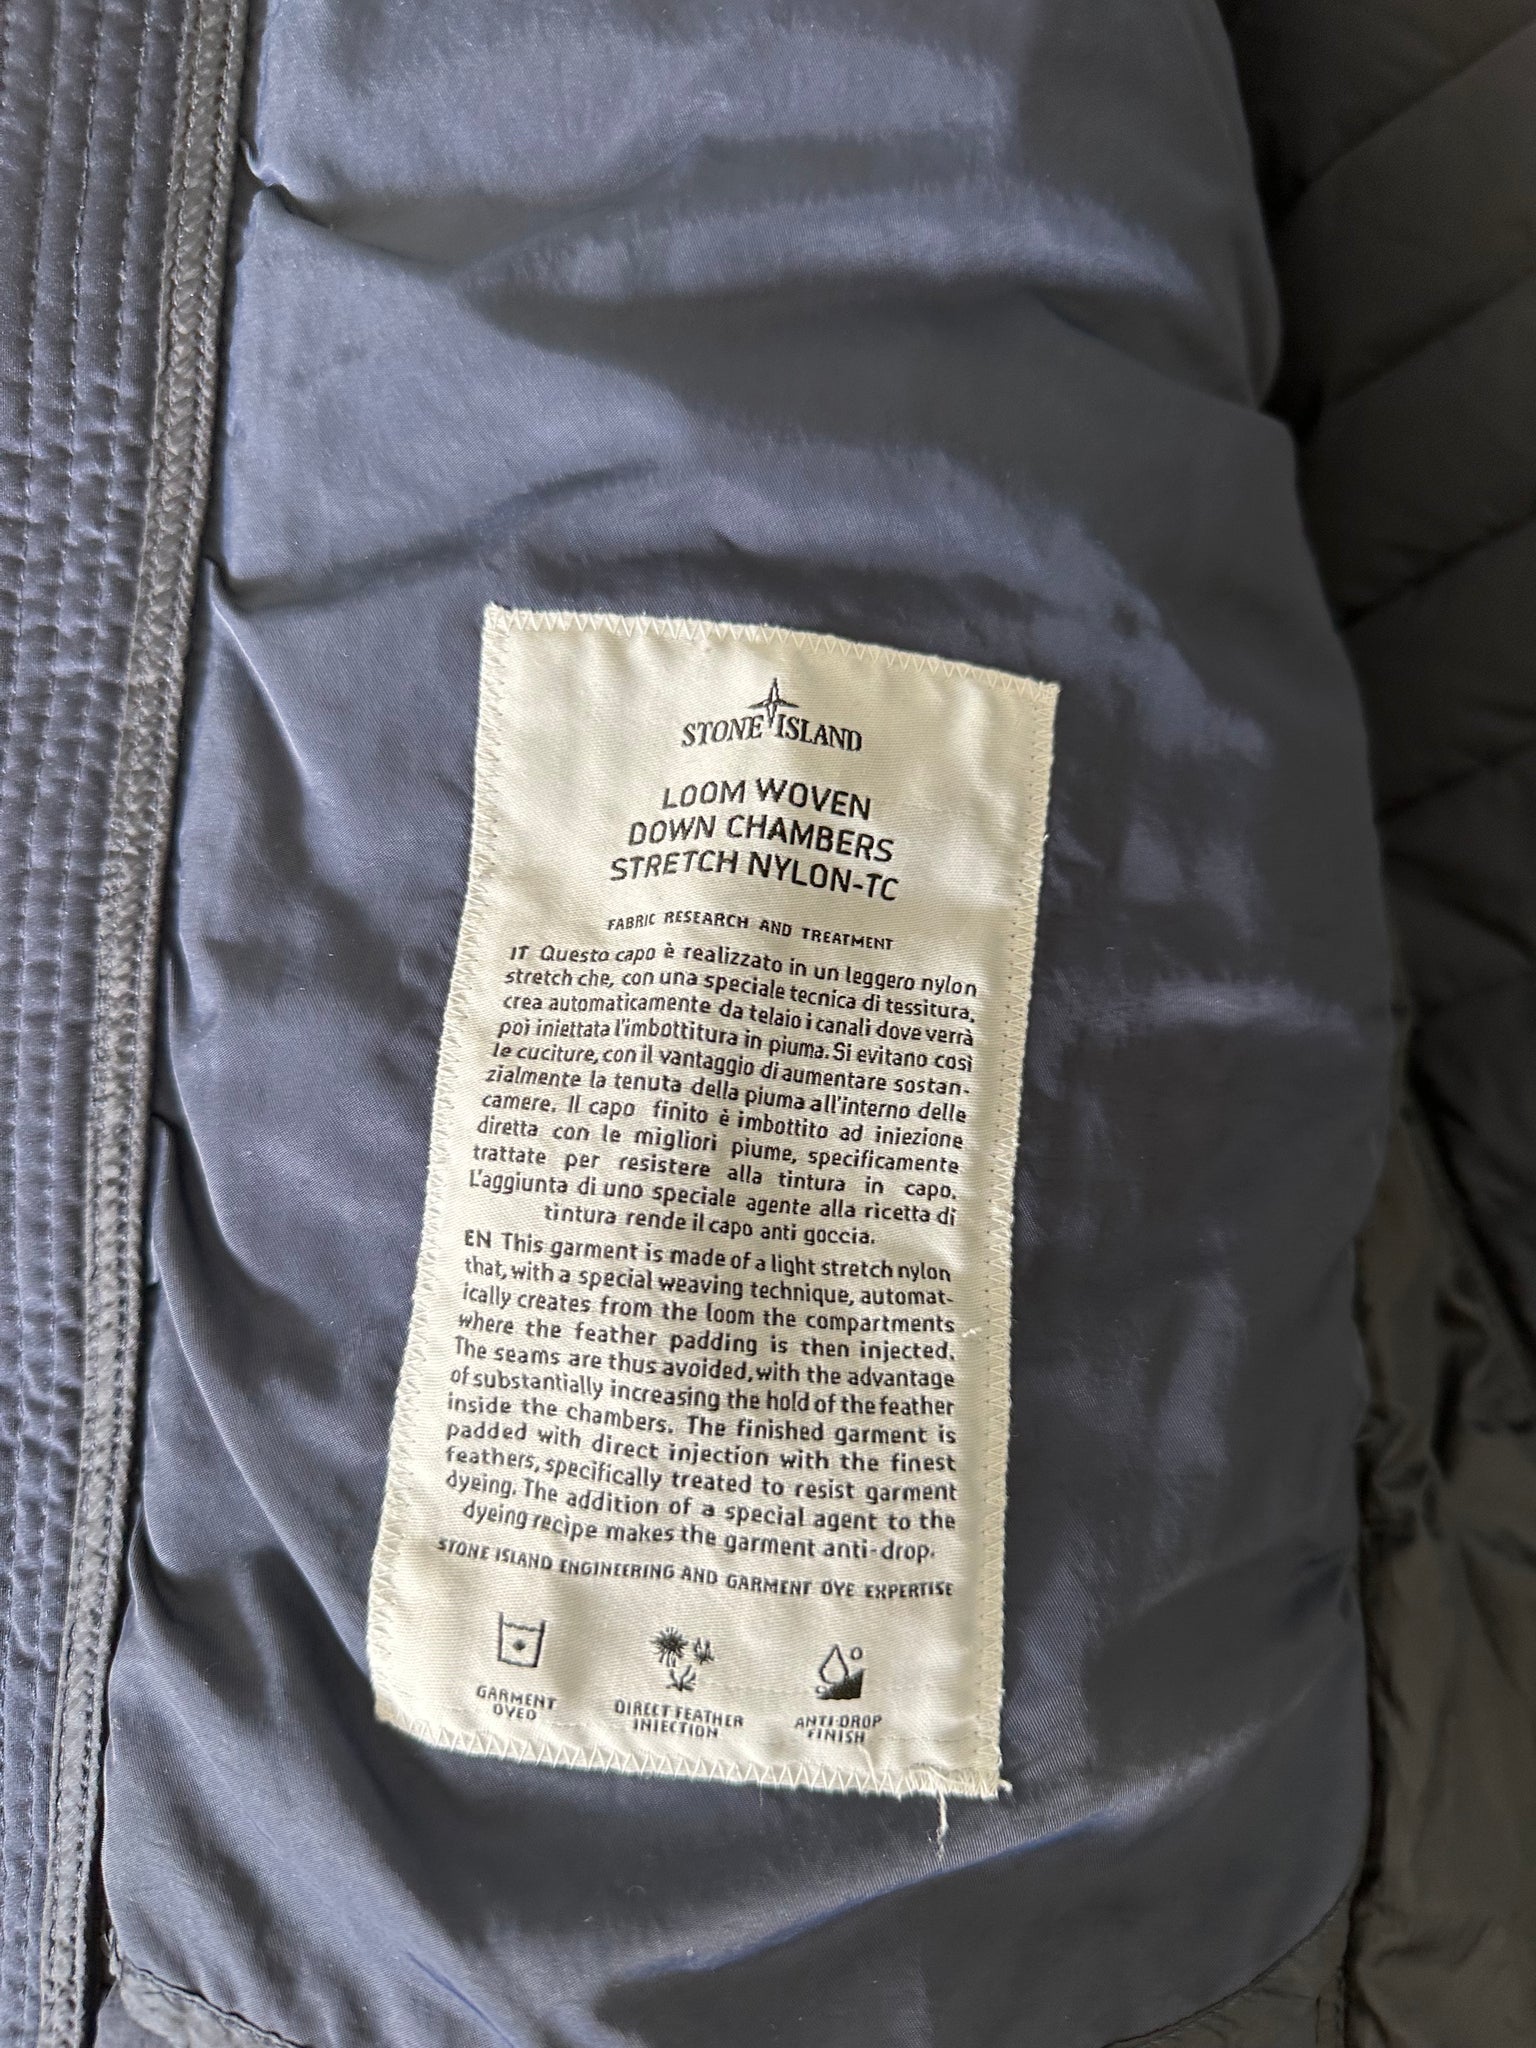 STONE ISLAND
LOOM WOVEN
DOWN CHAMBERS
STRETCH NYLON-TC
FABRIC RESEARCH AND TREATMENT
IT Questo capo è realizzato in un leggero nylon
stretch che, con una speciale tecnica di tessitura,
crea automaticamente da telaio i canali dove verrà
poi iniettata l'imbottitura in piuma. Si evitano così
le cuciture, con il vantaggio di aumentare sostan-
zialmente la tenuta della piuma all'interno delle
camere. Il capo finito è imbottito ad iniezione
diretta con le migliori piume, specificamente
trattate per resistere alla tintura in capo.
L'aggiunta di uno speciale agente alla ricetta di
tintura rende il capo anti goccia.
EN This garment is made of a light stretch nylon
that, with a special weaving technique, automat-
ically creates from the loom the compartments
where the feather padding is then injected.
The seams are thus avoided, with the advantage
of substantially increasing the hold of the feather
inside the chambers. The finished garment is
padded with direct injection with the finest
feathers, specifically treated to resist garment
dyeing. The addition of a special agent to the
dyeing recipe makes the garment anti-drop.
STONE ISLAND ENGINEERING AND GARMENT DYE EXPERTISE
GARMENT
DYED
DIRECT FEATHER
INJECTION
ANTI-DROP
FINISH